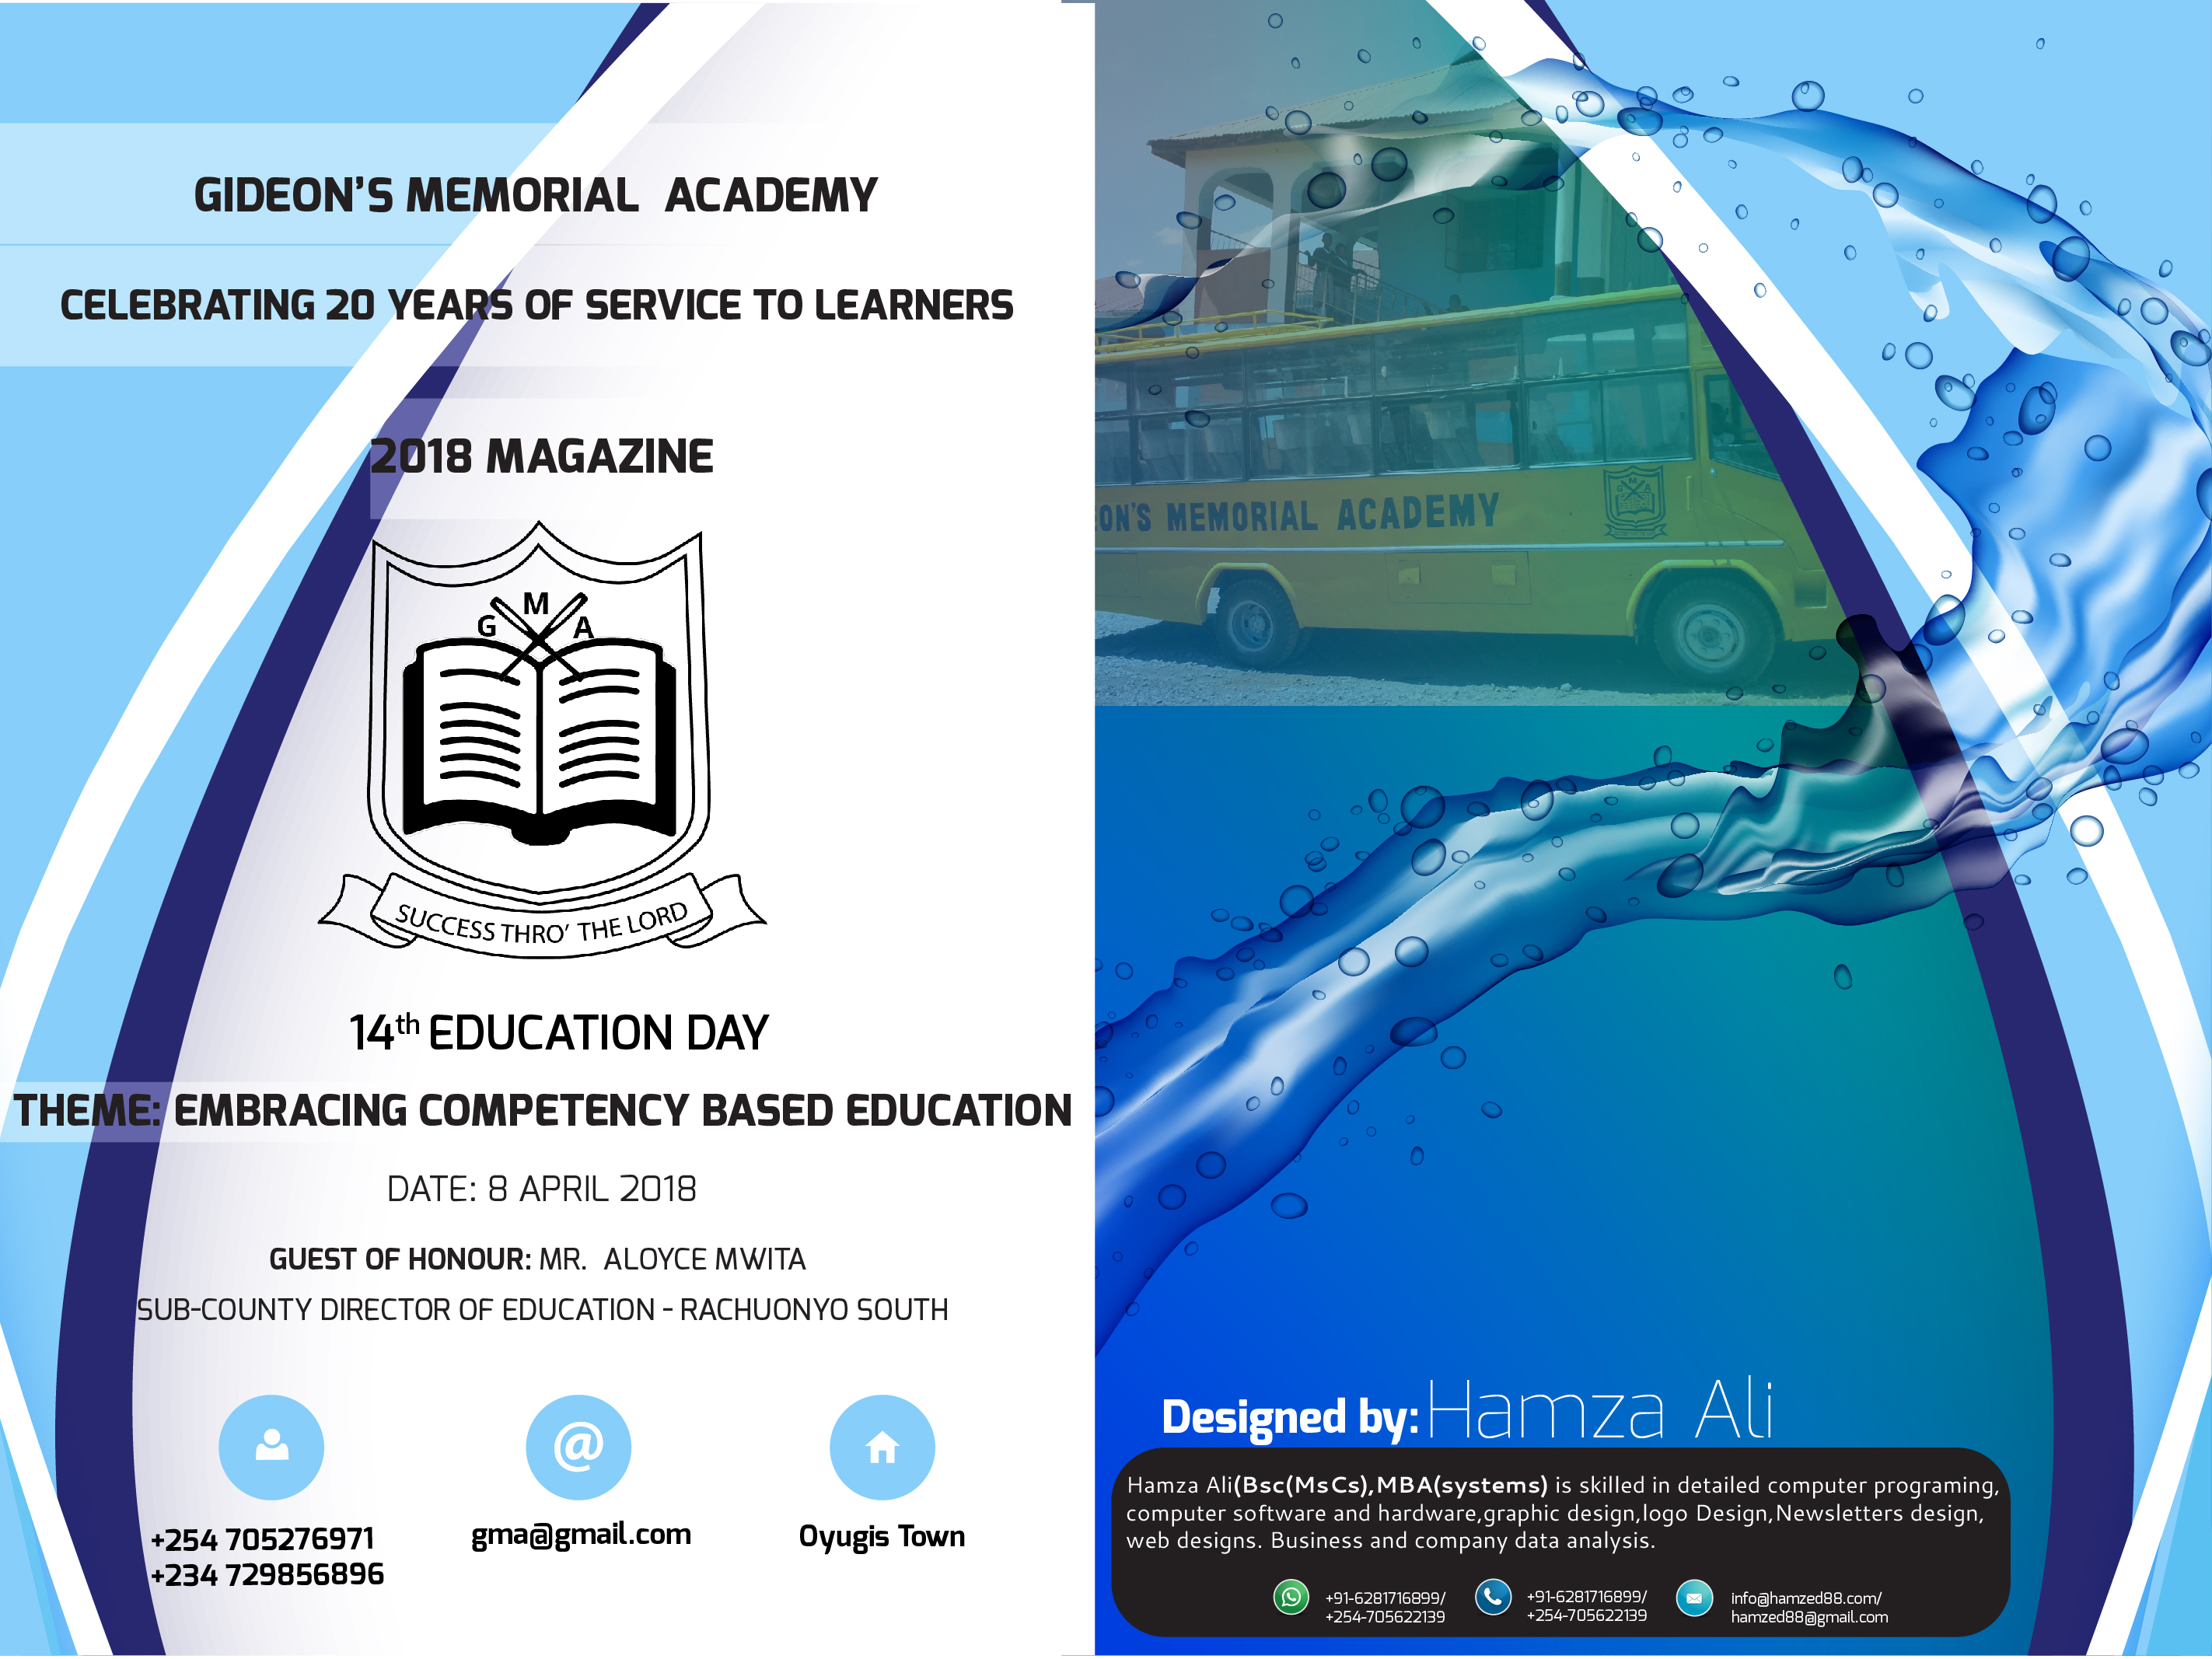 GIDEON'S MEMORIAL ACADEMY
CELEBRATING 20 YEARS OF SERVICE TO LEARNERS
2018 MAGAZINE
G M A
SUCCESS THRO' THE LORD
14th EDUCATION DAY
THEME: EMBRACING COMPETENCY BASED EDUCATION
DATE: 8 APRIL 2018
GUEST OF HONOUR: MR. ALOYCE MWITA
SUB-COUNTY DIRECTOR OF EDUCATION - RACHUONYO SOUTH
@
+254 705276971
+234 729856896
gma@gmail.com
Oyugis Town
ON'S MEMORIAL ACADEMY
G M A
Designed by: Hamza Ali
Hamza Ali(Bsc(MsCs),MBA(systems) is skilled in detailed computer programing,
computer software and hardware,graphic design,logo Design,Newsletters design,
web designs. Business and company data analysis.
+91-6281716899/
+254-705622139
+91-6281716899/
+254-705622139
info@hamzed88.com/
hamzed88@gmail.com